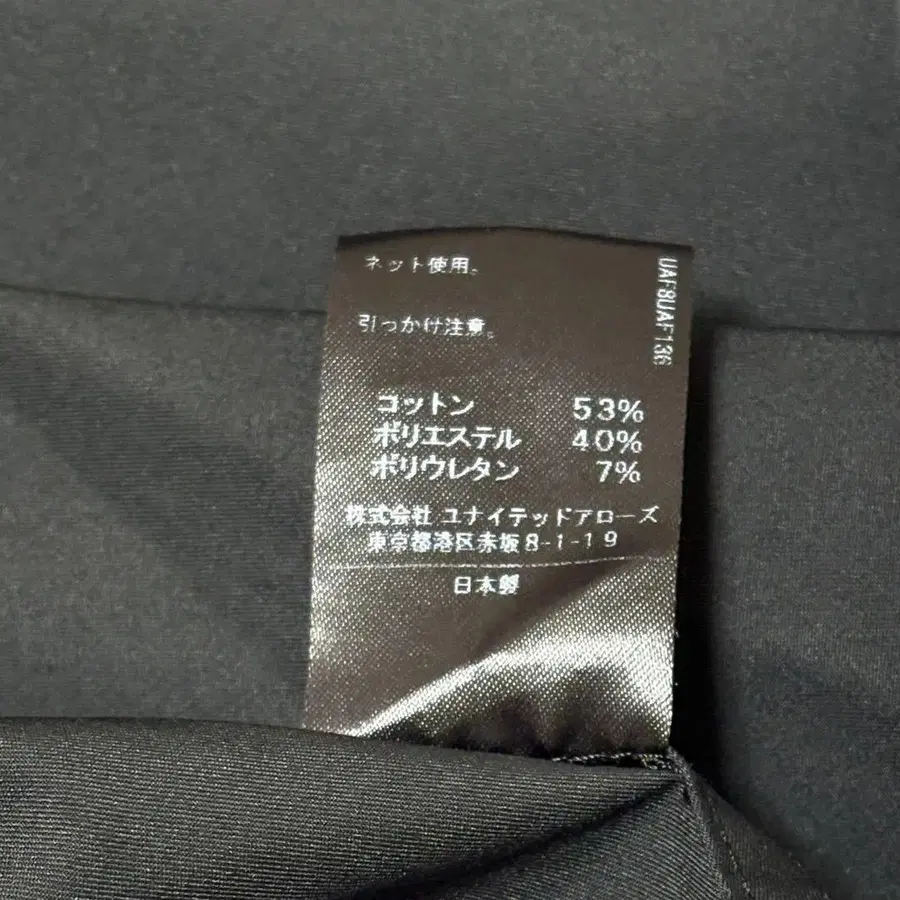 ネット使用。
引っかけ注意。
コットン 53%
ポリエステル 40%
ポリウレタン 7%
株式会社 ユナイテッドアローズ
東京都港区赤坂8-1-19
日本製
UAF8UAF136